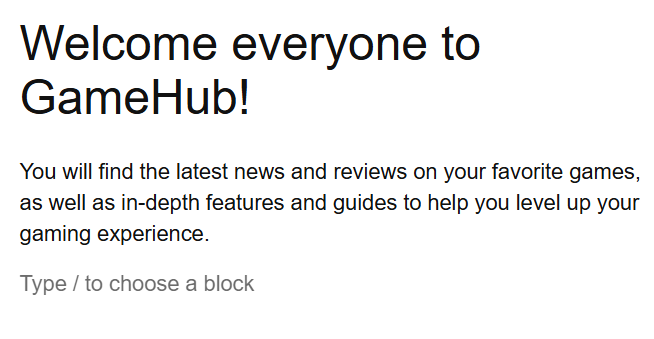 Welcome everyone to
GameHub!
You will find the latest news and reviews on your favorite games,
as well as in-depth features and guides to help you level up your
gaming experience.
Type / to choose a block